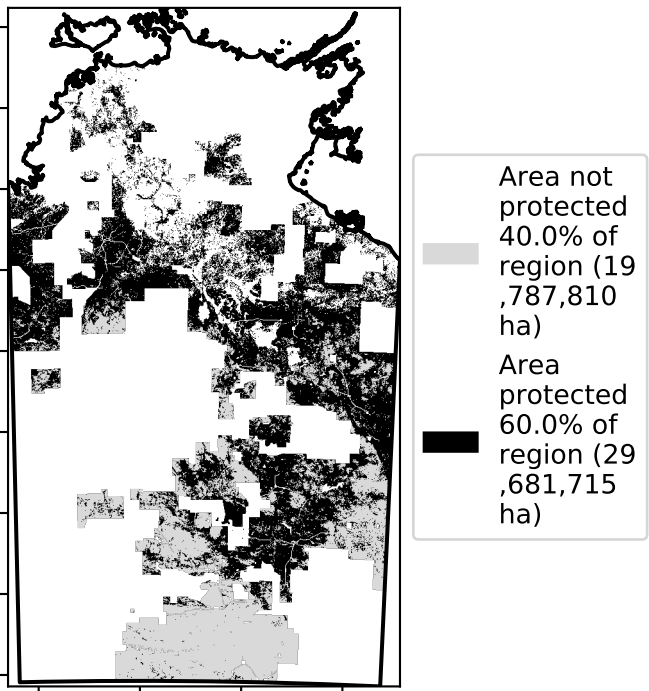 Area not
protected
40.0% of
region (19
,787,810
ha)
Area
protected
60.0% of
region (29
,681,715
ha)